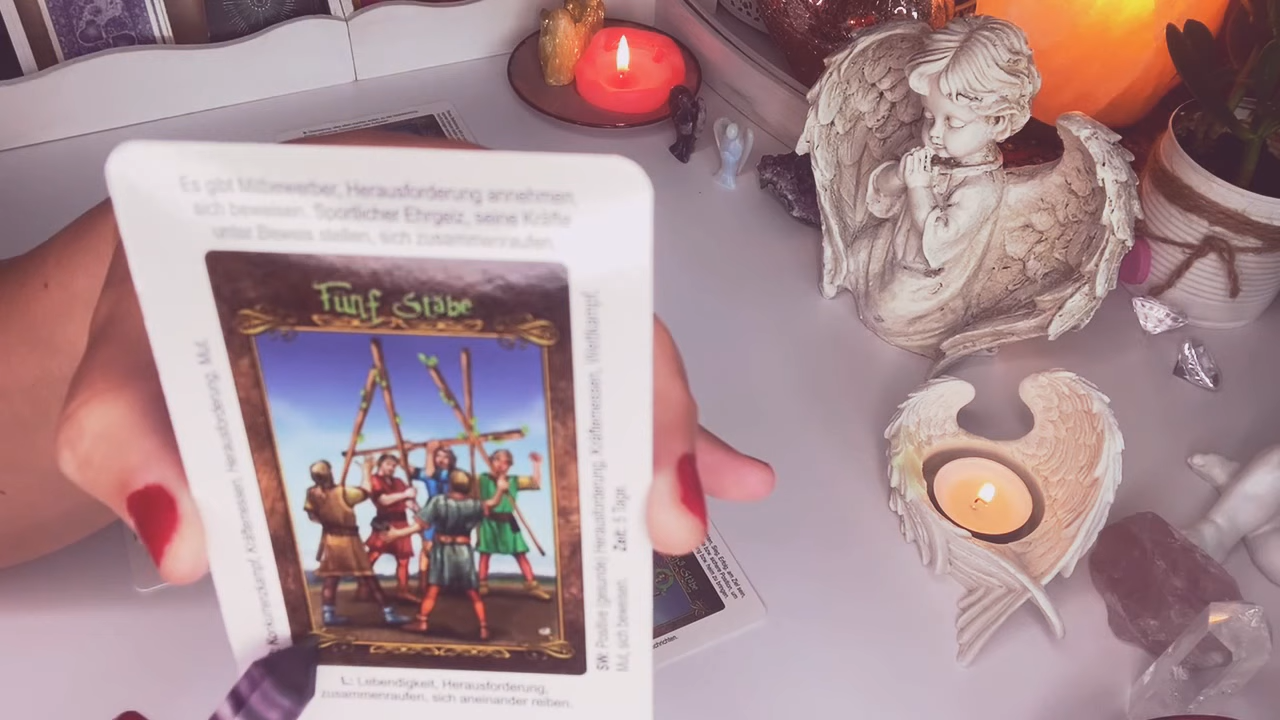 Es gibt Mitbewerber, Herausforderung annehmen,
sich beweisen. Sportlicher Ehrgeiz, seine Kräfte
unter Beweis stellen, sich zusammenraufen.
Fünf Stäbe
Konkurrenzkampf, Kräftemessen, Herausforderung, Mut.
SW: Positive gesunde Herausforderung, Kräftemessen, Wettkampf,
Mut, sich beweisen. Zeit: 5 Tage
L: Lebendigkeit, Herausforderung,
zusammenraufen, sich aneinander reiben.